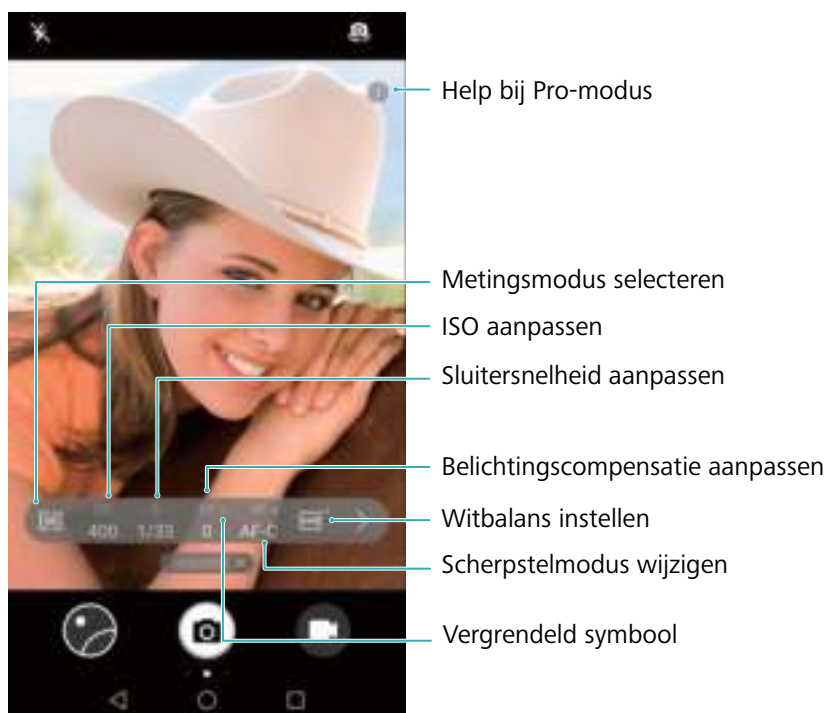 Help bij Pro-modus
Metingsmodus selecteren
ISO aanpassen
Sluitersnelheid aanpassen
Belichtingscompensatie aanpassen
Witbalans instellen
Scherpstelmodus wijzigen
Vergrendeld symbool
400 1/33 0 AF-C